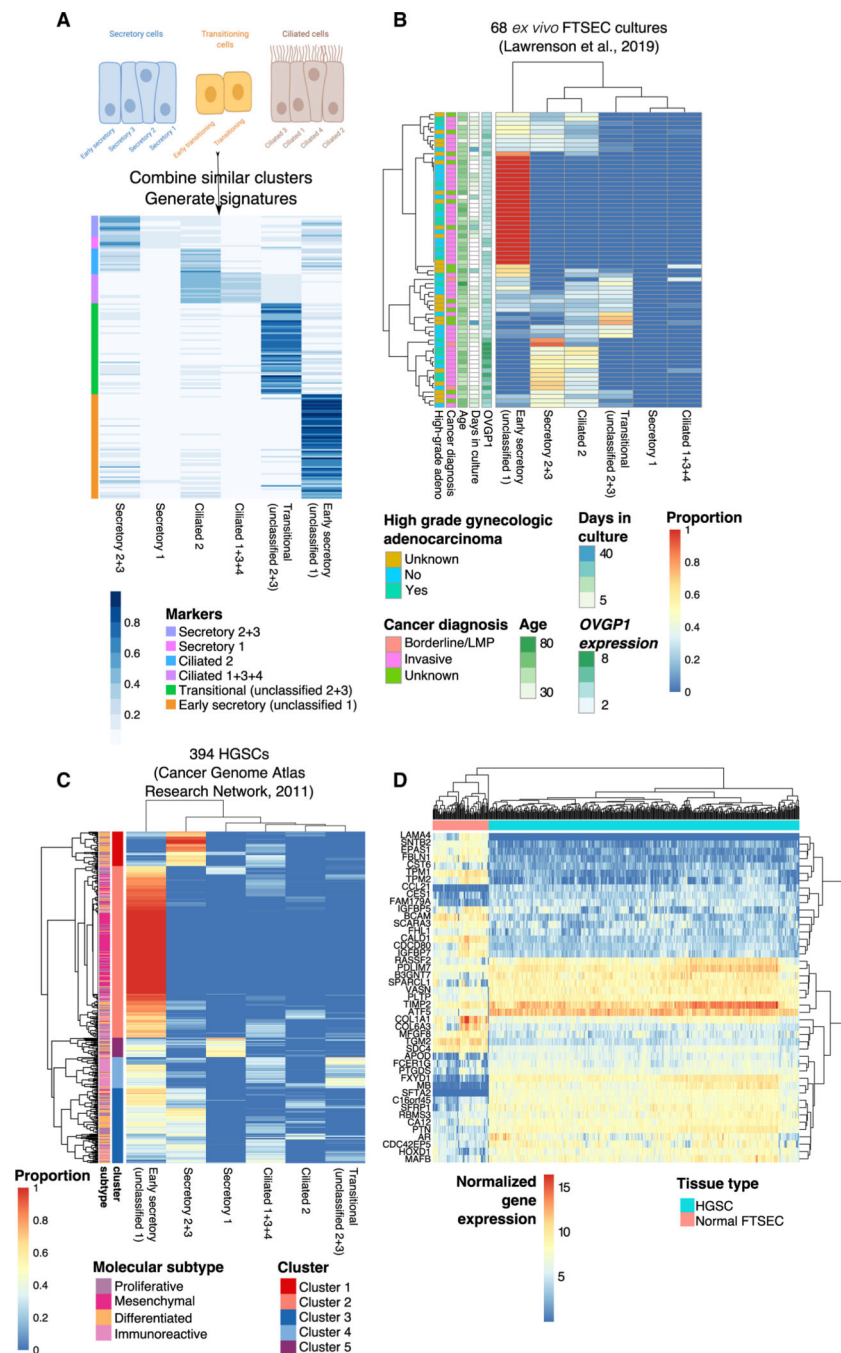 A
Secretory cells
Transitioning
cells
Ciliated cells
Early secretory
Secretory 3
Secretory 2
Secretory 1
Early transitioning
Transitioning
Ciliated 3
Ciliated 1
Ciliated 4
Ciliated 2
Combine similar clusters
Generate signatures
Secretory 2+3
Secretory 1
Ciliated 2
Ciliated 1+3+4
Transitional
(unclassified 2+3)
Early secretory
(unclassified 1)
0.8
0.6
0.4
0.2
Markers
Secretory 2+3
Secretory 1
Ciliated 2
Ciliated 1+3+4
Transitional (unclassified 2+3)
Early secretory (unclassified 1)
B
68 ex vivo FTSEC cultures
(Lawrenson et al., 2019)
High-grade adeno
Cancer diagnosis
Age
Days in culture
OVGP1
Early secretory
(unclassified 1)
Secretory 2+3
Ciliated 2
Transitional
(unclassified 2+3)
Secretory 1
Ciliated 1+3+4
High grade gynecologic
adenocarcinoma
Unknown
No
Yes
Days in
culture
40
5
Proportion
1
0.8
0.6
0.4
0.2
0
Cancer diagnosis
Borderline/LMP
Invasive
Unknown
Age
80
30
OVGP1
expression
8
2
C
394 HGSCs
(Cancer Genome Atlas
Research Network, 2011)
Proportion
1
0.8
0.6
0.4
0.2
0
subtype
cluster
Early secretory
(unclassified 1)
Secretory 2+3
Secretory 1
Ciliated 1+3+4
Ciliated 2
Transitional
(unclassified 2+3)
Molecular subtype
Proliferative
Mesenchymal
Differentiated
Immunoreactive
Cluster
Cluster 1
Cluster 2
Cluster 3
Cluster 4
Cluster 5
D
LAMA4
SNTB2
EPAS1
FBLN1
CST6
TPM1
TPM2
CCL21
CES1
FAM179A
IGFBP5
BCAM
SCARA3
FHL1
CALD1
CDCD80
IGFBP7
RASSF2
PDLIM7
B3GNT7
SPARCL1
VASN
PLTP
TIMP2
ATF5
COL1A1
COL6A3
MFGF8
TGM2
SDC4
APOD
FCER1G
PTGDS
FXYD1
MB
SFTA2
C16orf45
SFRP1
RBMS3
CA12
PTN
AR
CDC42EP5
HOXD1
MAFB
Normalized
gene
expression
15
10
5
Tissue type
HGSC
Normal FTSEC